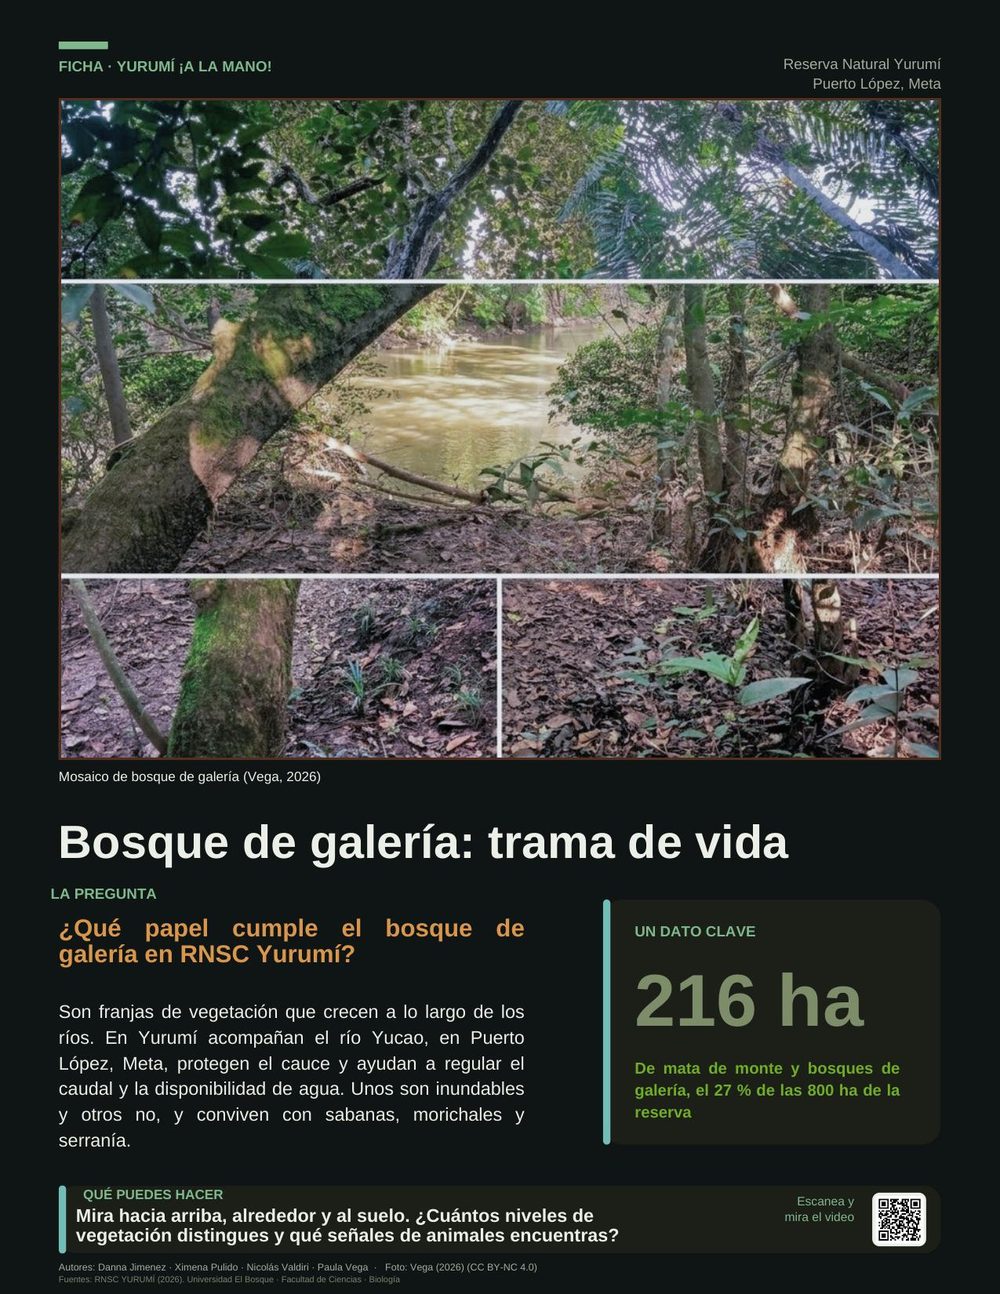 FICHA · YURUMÍ ¡A LA MANO!
Reserva Natural Yurumí
Puerto López, Meta
Mosaico de bosque de galería (Vega, 2026)
Bosque de galería: trama de vida
LA PREGUNTA
¿Qué papel cumple el bosque de
galería en RNSC Yurumí?
Son franjas de vegetación que crecen a lo largo de los
ríos. En Yurumí acompañan el río Yucao, en Puerto
López, Meta, protegen el cauce y ayudan a regular el
caudal y la disponibilidad de agua. Unos son inundables
y otros no, y conviven con sabanas, morichales y
serranía.
UN DATO CLAVE
216 ha
De mata de monte y bosques de
galería, el 27 % de las 800 ha de la
reserva
QUÉ PUEDES HACER
Mira hacia arriba, alrededor y al suelo. ¿Cuántos niveles de
vegetación distingues y qué señales de animales encuentras?
Escanea y
mira el video
Autores: Danna Jimenez · Ximena Pulido · Nicolás Valdiri · Paula Vega · Foto: Vega (2026) (CC BY-NC 4.0)
Fuentes: RNSC YURUMÍ (2026). Universidad El Bosque · Facultad de Ciencias · Biología